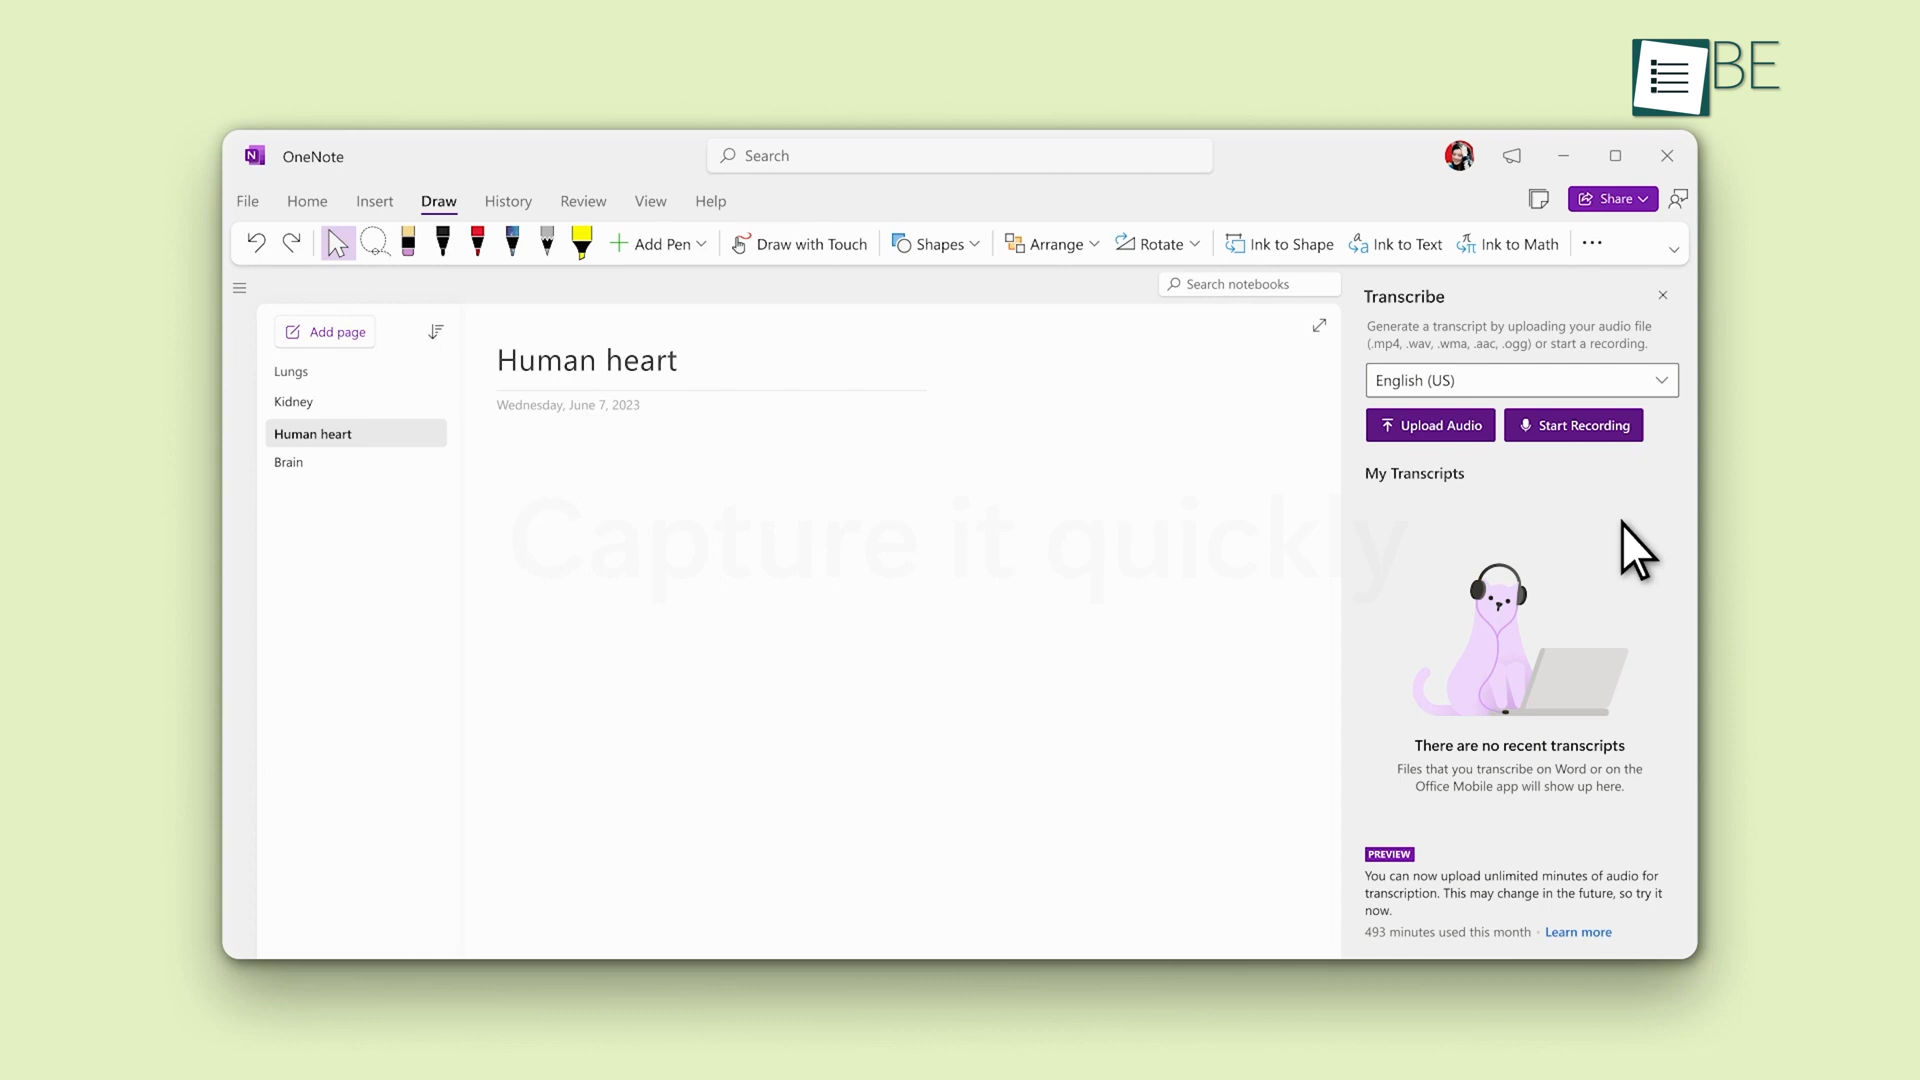 BE
OneNote
Search
File Home Insert Draw History Review View Help
Share
Add Pen Draw with Touch Shapes Arrange Rotate Ink to Shape Ink to Text Ink to Math
Search notebooks
Add page
Lungs
Kidney
Human heart
Brain
Human heart
Wednesday, June 7, 2023
Capture it quickly
Transcribe
Generate a transcript by uploading your audio file
(.mp4, .wav, .wma, .aac, .ogg) or start a recording.
English (US)
Upload Audio Start Recording
My Transcripts
There are no recent transcripts
Files that you transcribe on Word or on the
Office Mobile app will show up here.
PREVIEW
You can now upload unlimited minutes of audio for
transcription. This may change in the future, so try it
now.
493 minutes used this month · Learn more